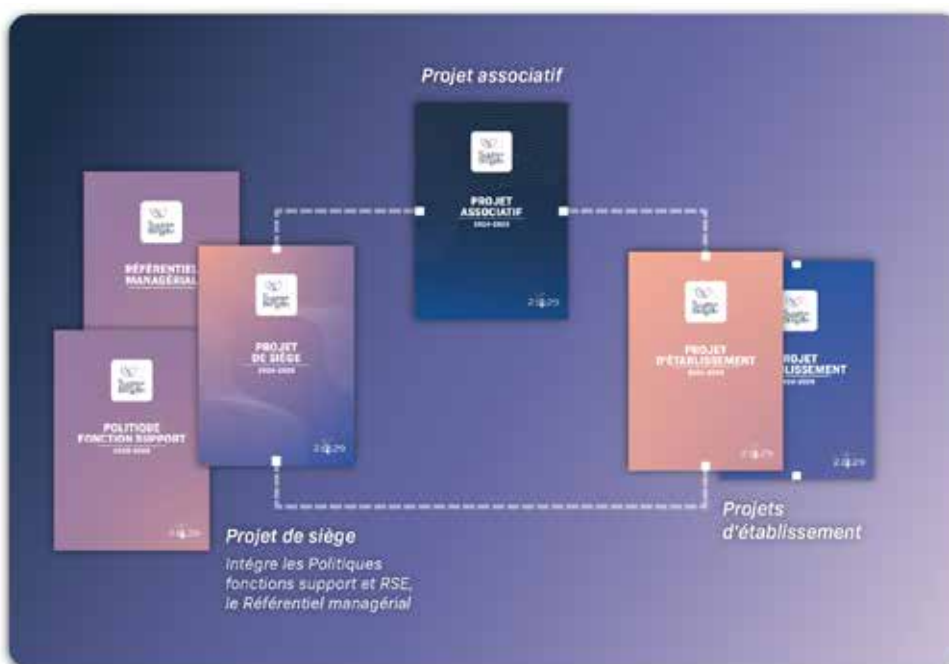 Projet associatif
PROJET
ASSOCIATIF
RÉFÉRENTIEL
MANAGÉRIAL
PROJET
DE SIÈGE
POLITIQUE
FONCTION SUPPORT
PROJET
D'ÉTABLISSEMENT
PROJET
LISSEMENT
Projet de siège
Intègre les Politiques
fonctions support et RSE,
le Référentiel managérial
Projets
d'établissement